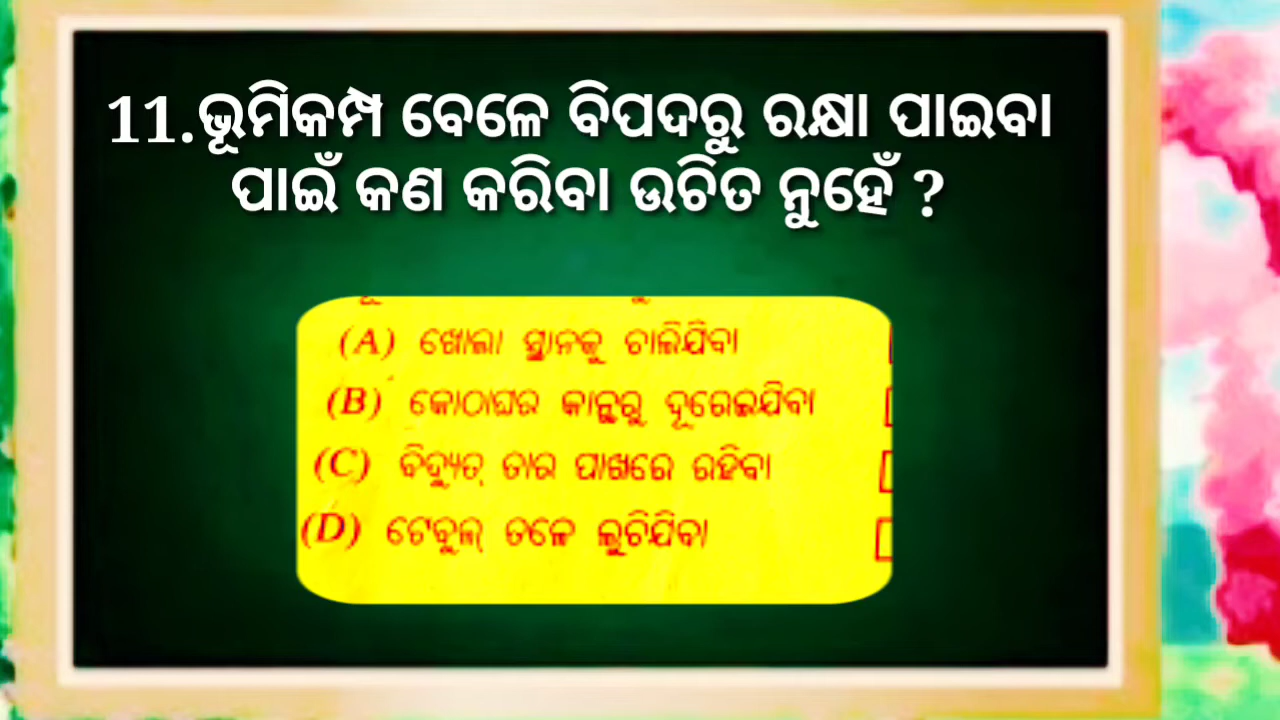 11.ଭୂମିକମ୍ପ ବେଳେ ବିପଦରୁ ରକ୍ଷା ପାଇବା
ପାଇଁ କଣ କରିବା ଉଚିତ ନୁହେଁ ?
(A) ଖୋଲା ସ୍ଥାନକୁ ଚାଲିଯିବା
(B) କୋଠାଘର କାନ୍ଥରୁ ଦୂରେଇଯିବା
(C) ବିଦ୍ୟୁତ୍ ତାର ପାଖରେ ରହିବା
(D) ଟେବୁଲ୍ ତଳେ ଲୁଚିଯିବା